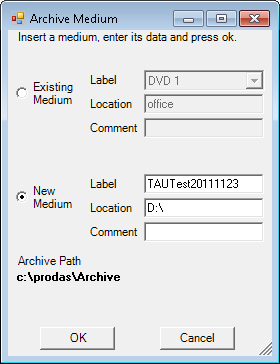 Archive Medium
Insert a medium, enter its data and press ok.
Existing Medium
Label DVD 1
Location office
Comment
New Medium
Label TAUTest20111123
Location D:\
Comment
Archive Path
c:\prodas\Archive
OK Cancel